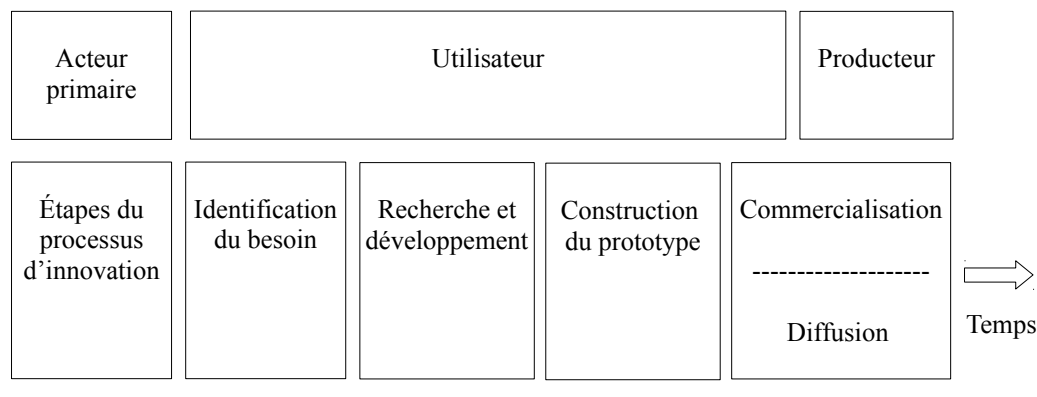 Acteur
primaire
Utilisateur
Producteur
Étapes du
processus
d’innovation
Identification
du besoin
Recherche et
développement
Construction
du prototype
Commercialisation
--------------------
Diffusion
Temps